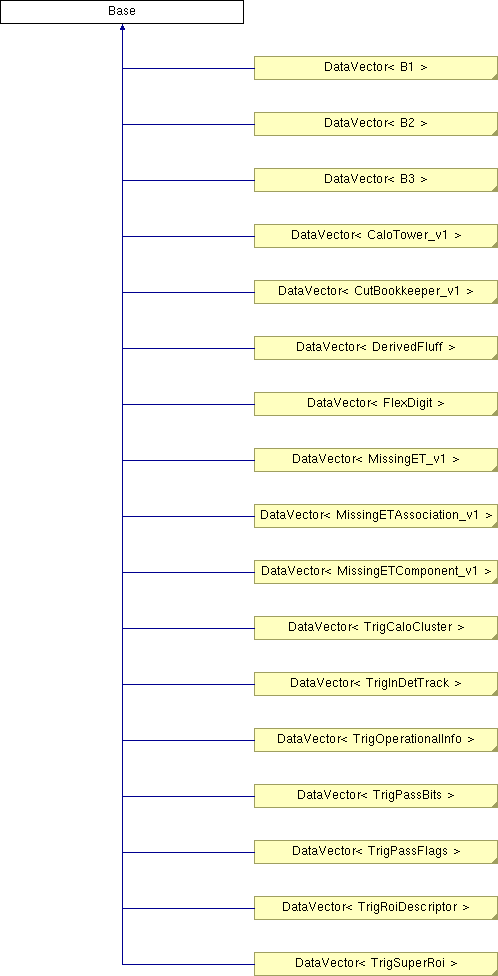 Base
DataVector< B1 >
DataVector< B2 >
DataVector< B3 >
DataVector< CaloTower_v1 >
DataVector< CutBookkeeper_v1 >
DataVector< DerivedFluff >
DataVector< FlexDigit >
DataVector< MissingET_v1 >
DataVector< MissingETAssociation_v1 >
DataVector< MissingETComponent_v1 >
DataVector< TrigCaloCluster >
DataVector< TrigInDetTrack >
DataVector< TrigOperationalInfo >
DataVector< TrigPassBits >
DataVector< TrigPassFlags >
DataVector< TrigRoiDescriptor >
DataVector< TrigSuperRoi >